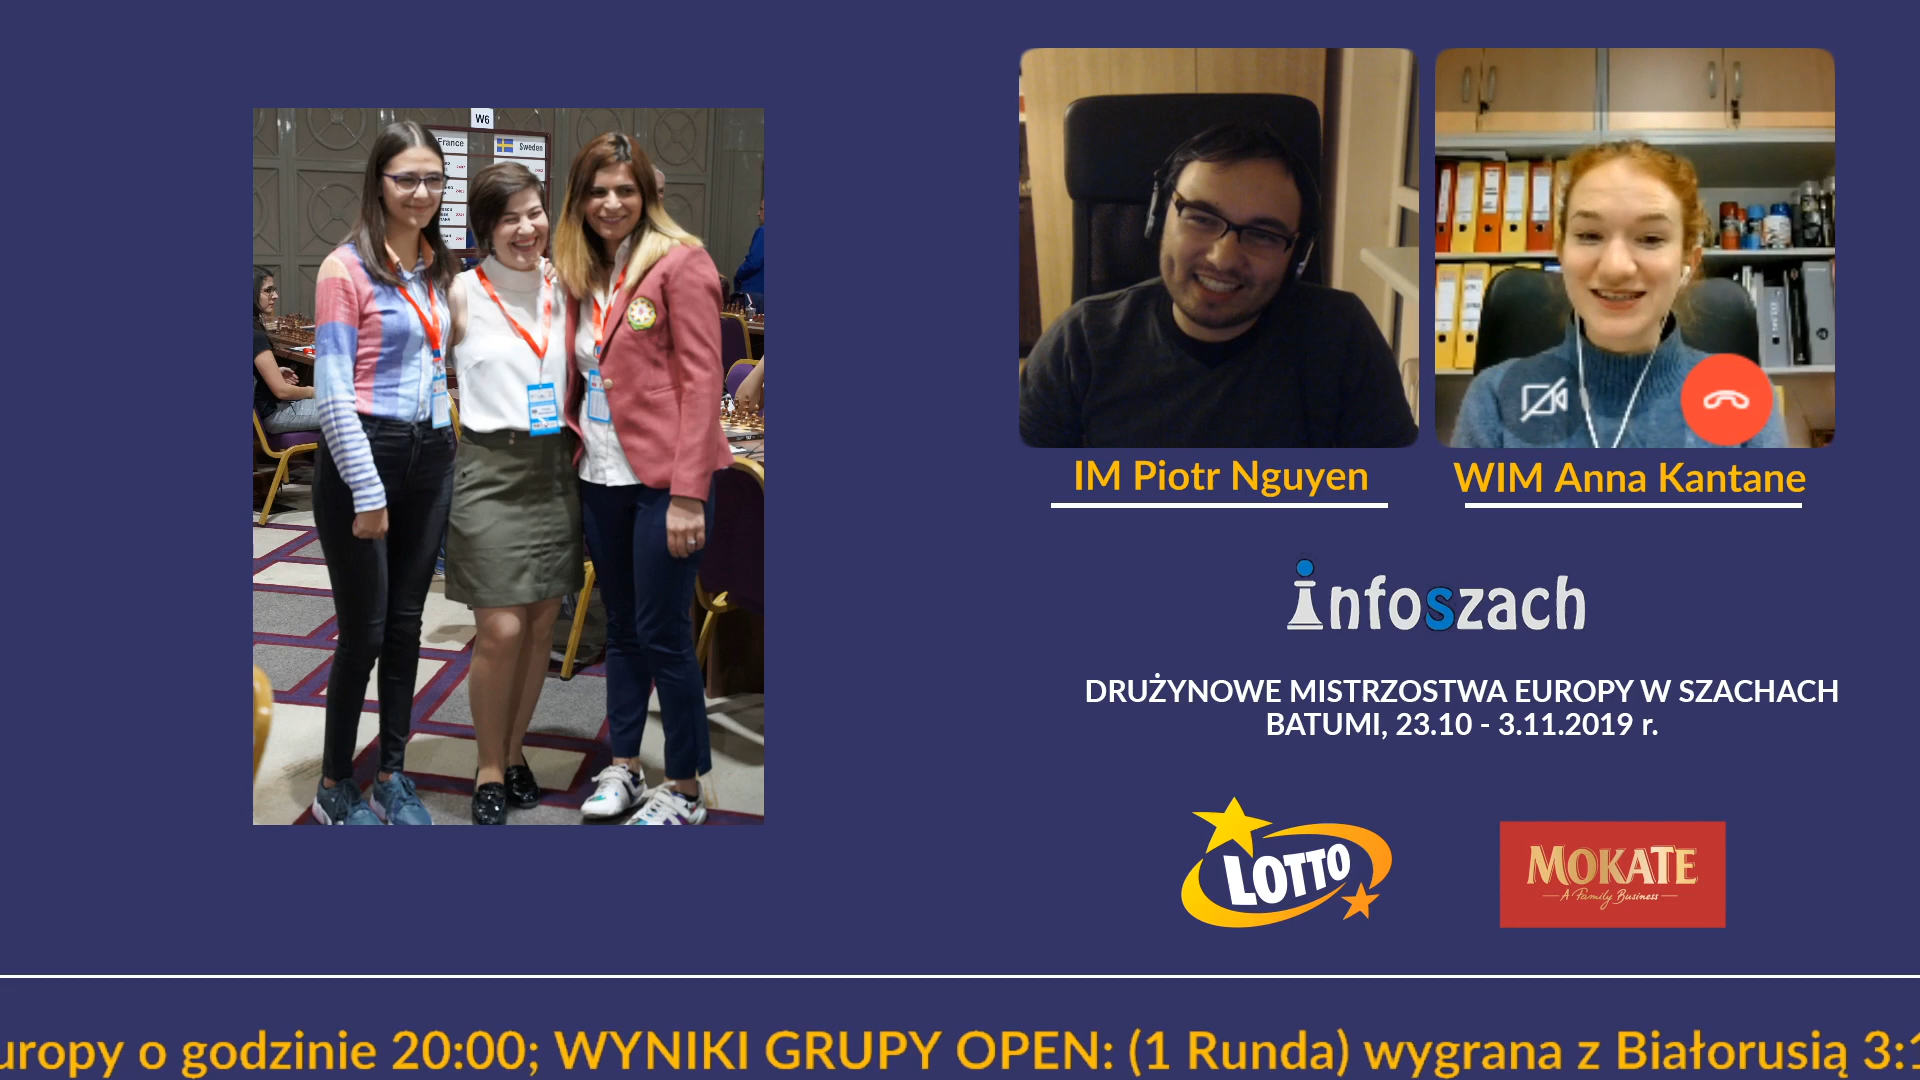 W6
France
Sweden
IM Piotr Nguyen
WIM Anna Kantane
infoszach
DRUŻYNOWE MISTRZOSTWA EUROPY W SZACHACH
BATUMI, 23.10 - 3.11.2019 r.
LOTTO
MOKATE
A Family Business
uropy o godzinie 20:00; WYNIKI GRUPY OPEN: (1 Runda) wygrana z Białorusią 3:1